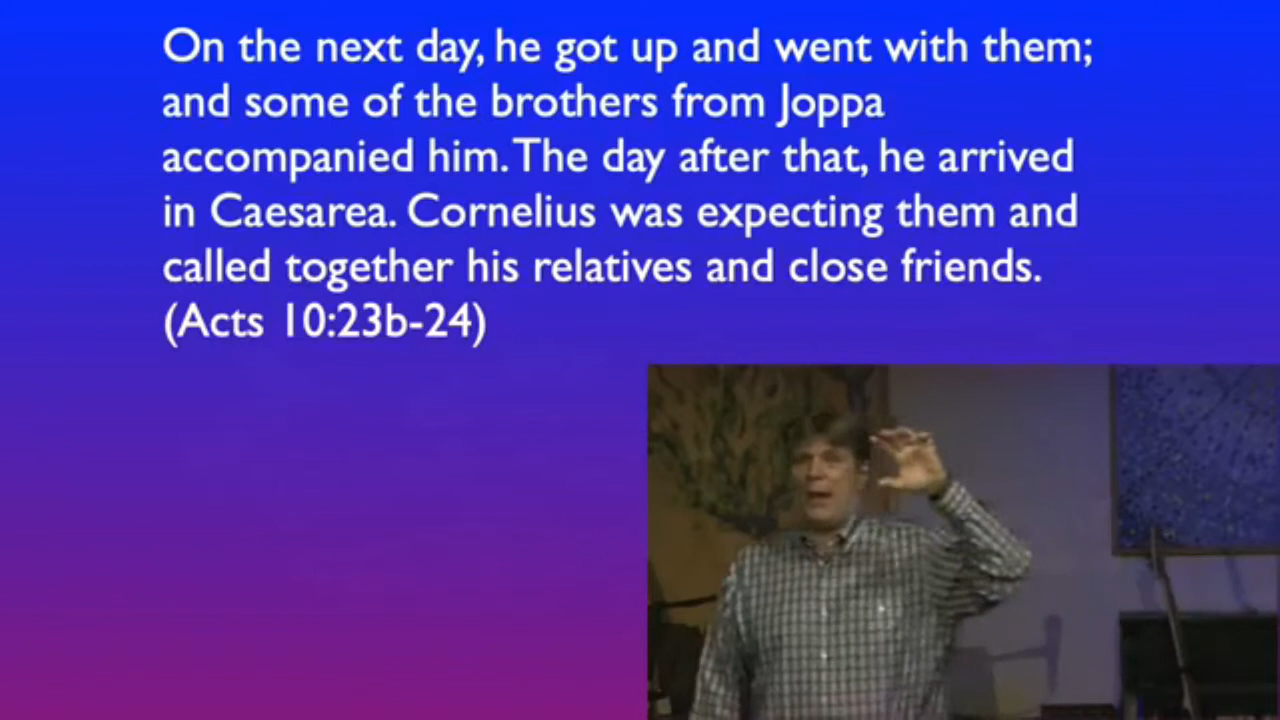 On the next day, he got up and went with them;
and some of the brothers from Joppa
accompanied him. The day after that, he arrived
in Caesarea. Cornelius was expecting them and
called together his relatives and close friends.
(Acts 10:23b-24)